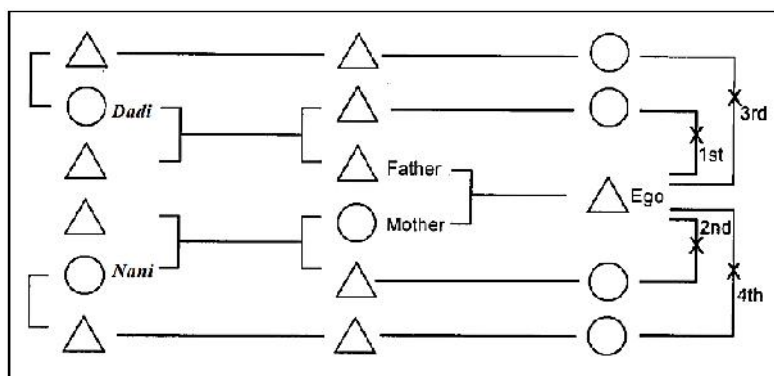 Dadi
3rd
1st
Father
Ego
Mother
2nd
Nani
4th